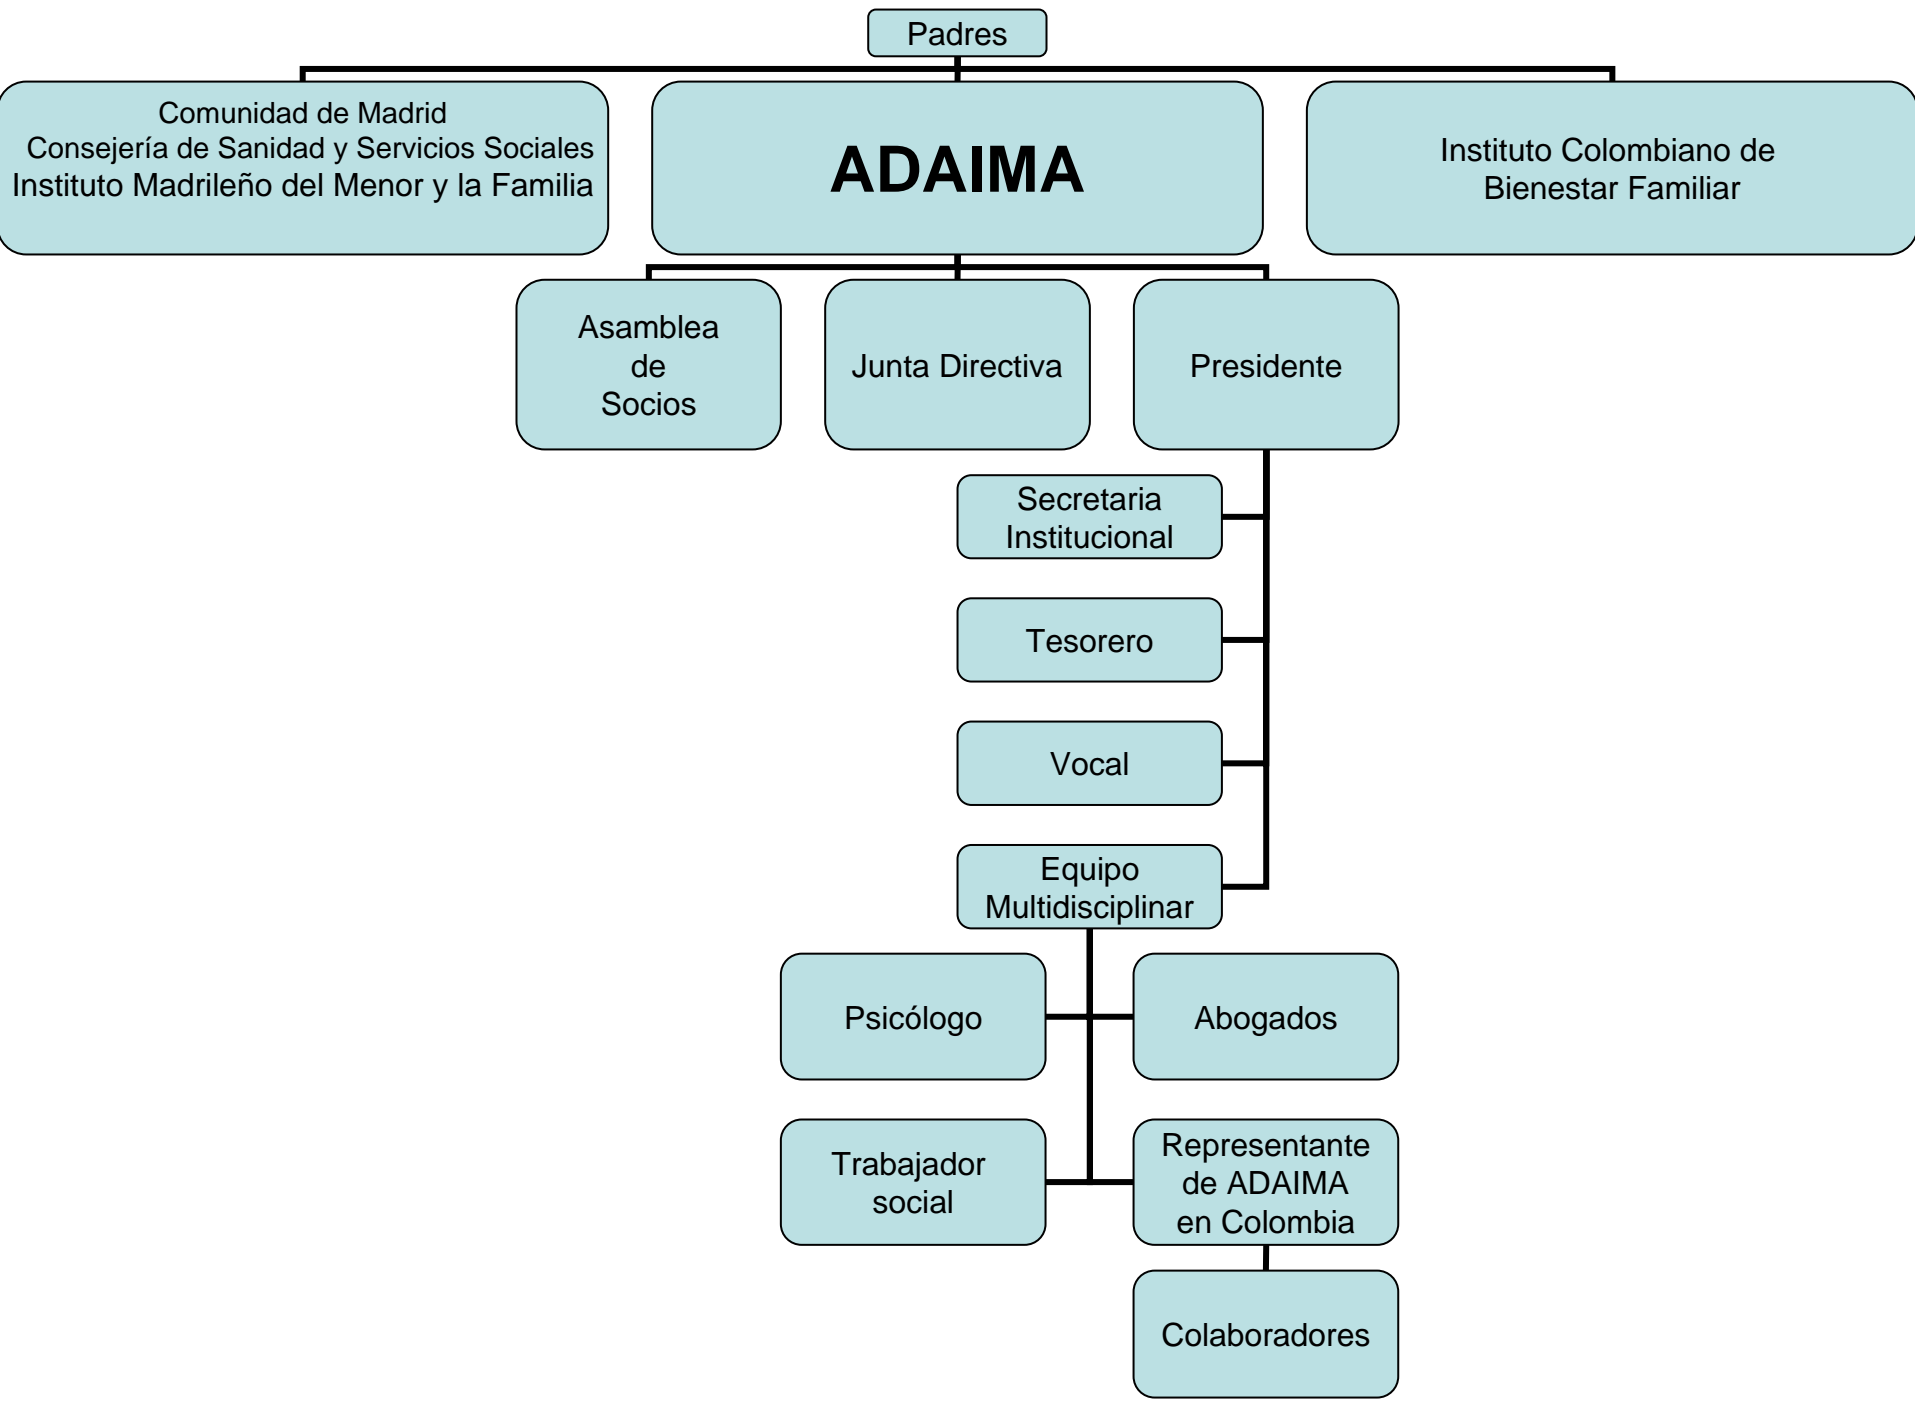 Padres
Comunidad de Madrid
Consejería de Sanidad y Servicios Sociales
Instituto Madrileño del Menor y la Familia
ADAIMA
Instituto Colombiano de
Bienestar Familiar
Asamblea
de
Socios
Junta Directiva
Presidente
Secretaria
Institucional
Tesorero
Vocal
Equipo
Multidisciplinar
Psicólogo
Abogados
Trabajador
social
Representante
de ADAIMA
en Colombia
Colaboradores